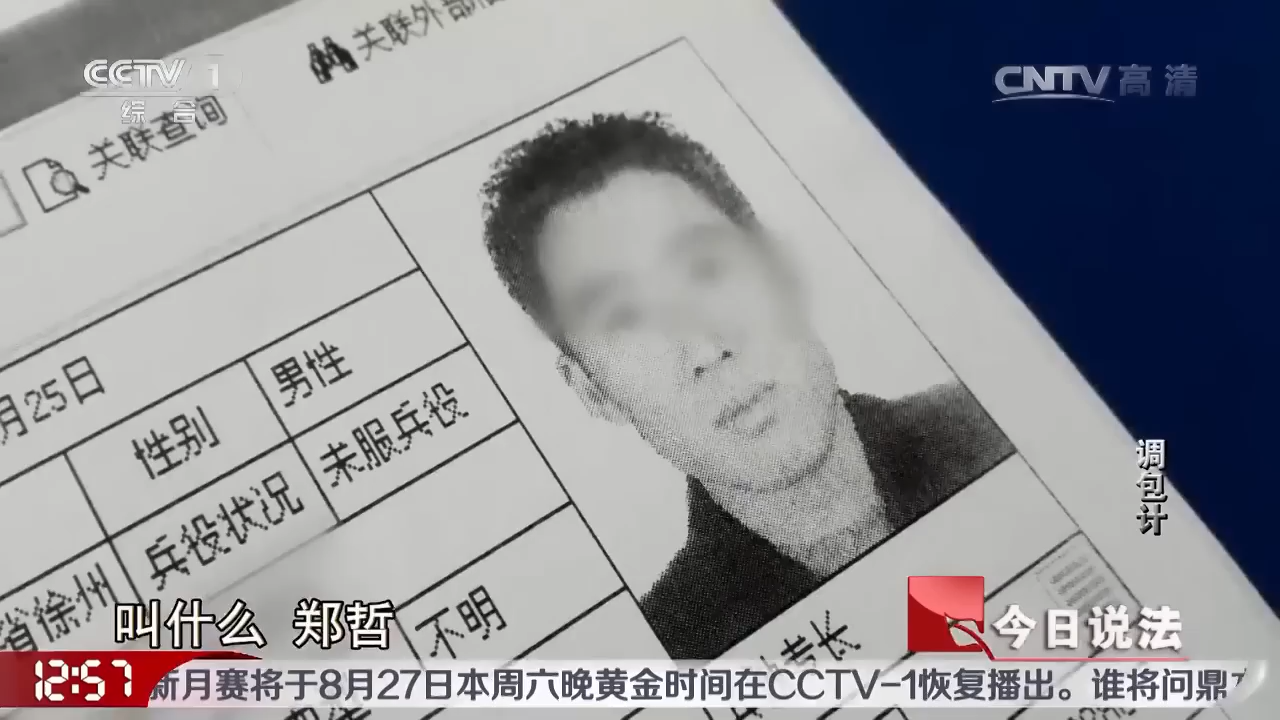 CCTV 1
综合
CNTV高清
关联外部
关联查询
月25日
性别
男性
兵役状况
未服兵役
省徐州
不明
专长
调包计
叫什么 郑哲
今日说法
12:57
新月赛将于8月27日本周六晚黄金时间在CCTV-1恢复播出。谁将问鼎